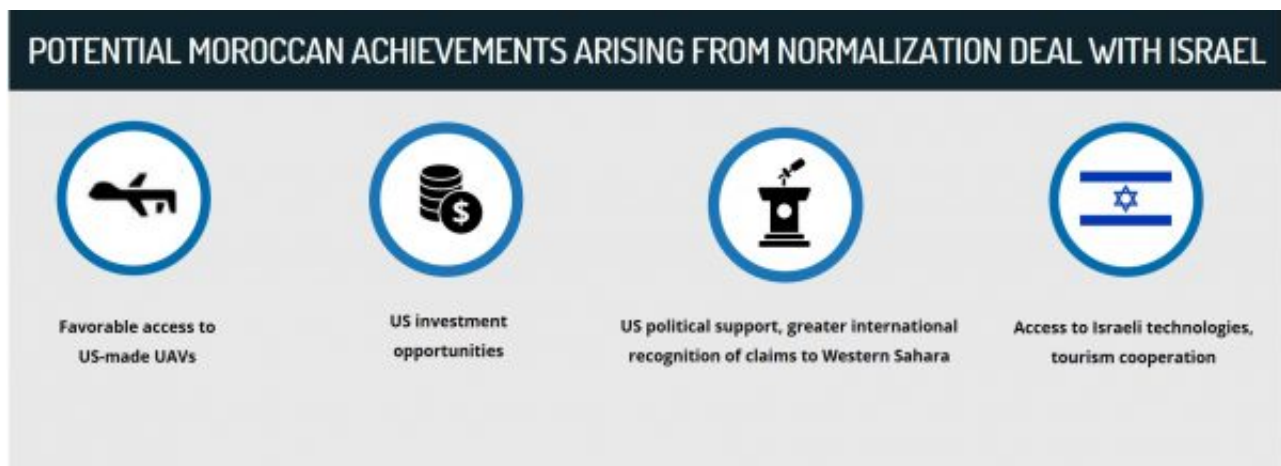 POTENTIAL MOROCCAN ACHIEVEMENTS ARISING FROM NORMALIZATION DEAL WITH ISRAEL
$
Favorable access to
US-made UAVs
US investment
opportunities
US political support, greater international
recognition of claims to Western Sahara
Access to Israeli technologies,
tourism cooperation